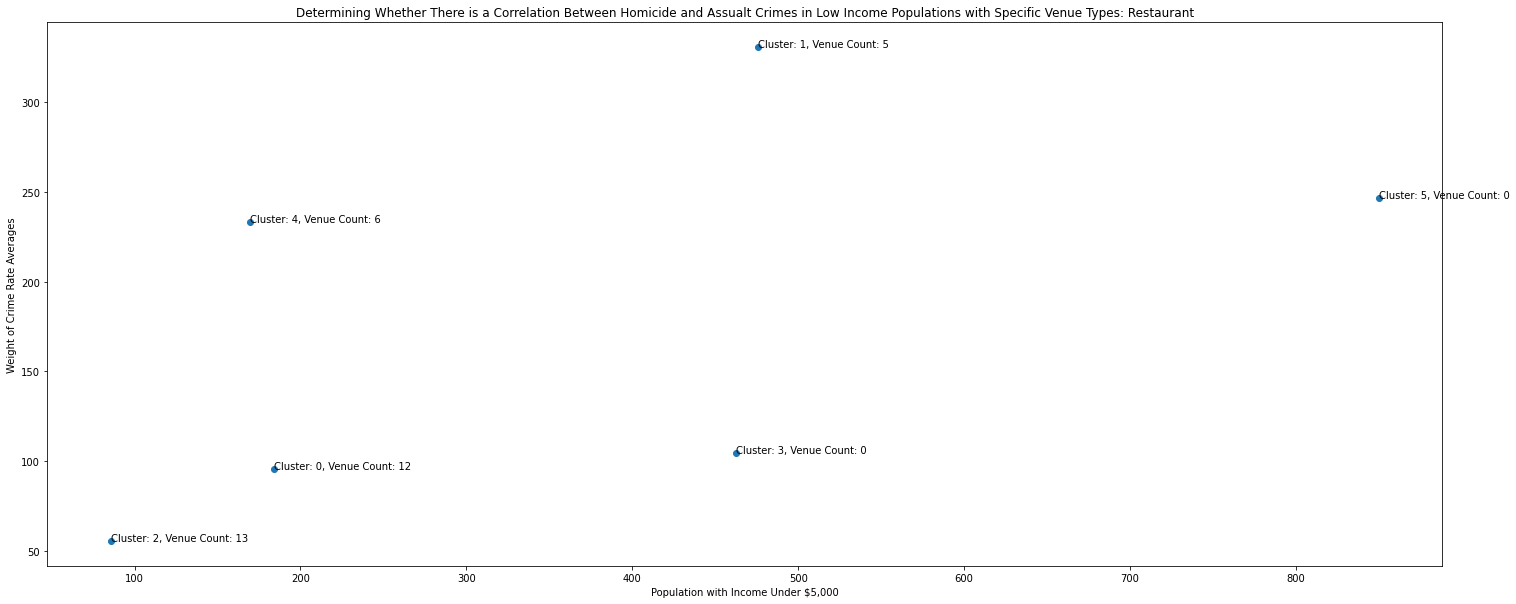 Determining Whether There is a Correlation Between Homicide and Assualt Crimes in Low Income Populations with Specific Venue Types: Restaurant
Cluster: 1, Venue Count: 5
300
250
Cluster: 5, Venue Count: 0
Cluster: 4, Venue Count: 6
Weight of Crime Rate Averages
200
150
100
Cluster: 3, Venue Count: 0
Cluster: 0, Venue Count: 12
Cluster: 2, Venue Count: 13
50
100 200 300 400 500 600 700 800
Population with Income Under $5,000